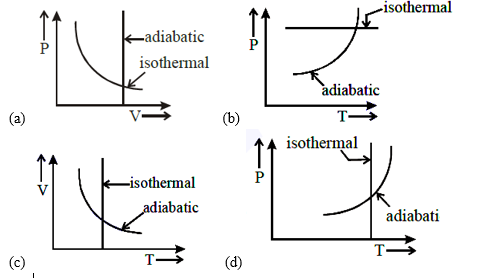 P
adiabatic
isothermal
V
(a)
isothermal
P
adiabatic
T
(b)
V
isothermal
adiabatic
T
(c)
isothermal
P
adiabati
T
(d)